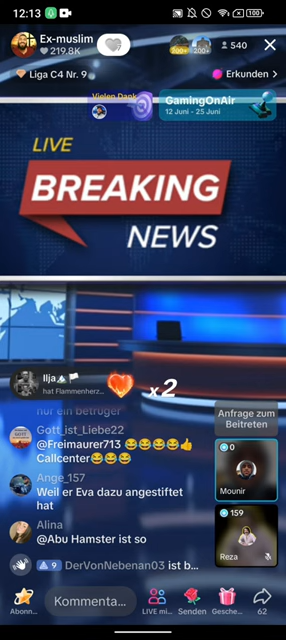 12:13
100
Ex-muslim
219.8K
200+
200+
540
Liga C4 Nr. 9
Erkunden >
Vielen Dank
GamingOnAir
12 Juni - 25 Juni
LIVE
BREAKING
NEWS
Ilja
hat Flammenherz...
x2
nur ein betrüger
Gott_ist_Liebe22
@Freimaurer713 😂😂😂😂👍
Callcenter😂😂😂
Ange_157
Weil er Eva dazu angestiftet
hat
Alina
@Abu Hamster ist so
9 DerVonNebenan03 ist b...
Anfrage zum
Beitreten
0
Mounir
159
Reza
Abonn...
Kommenta...
LIVE mi...
Senden
Gesche...
62